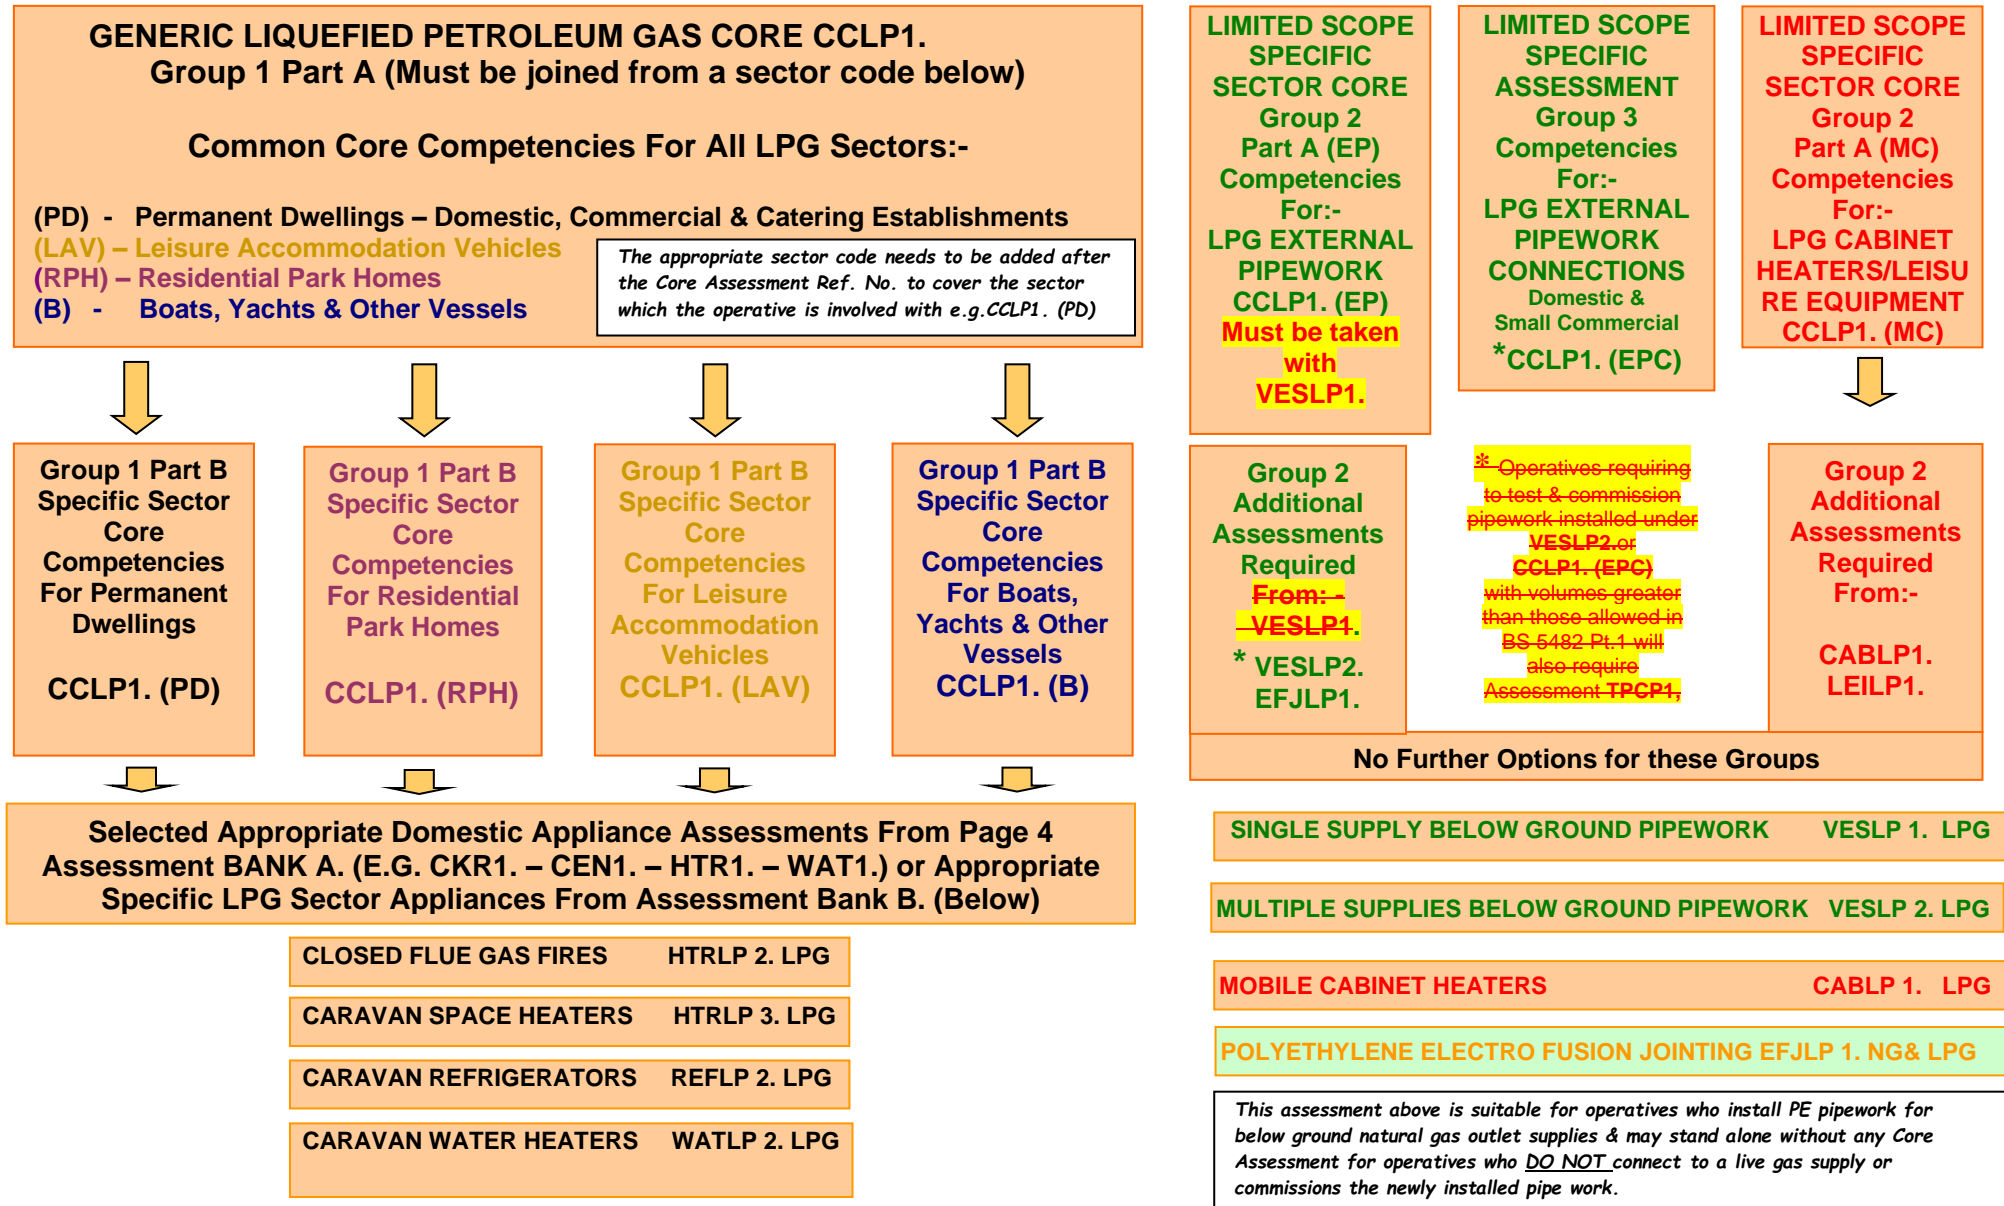 GENERIC LIQUEFIED PETROLEUM GAS CORE CCLP1.
Group 1 Part A (Must be joined from a sector code below)
Common Core Competencies For All LPG Sectors:-
(PD) - Permanent Dwellings – Domestic, Commercial & Catering Establishments
(LAV) – Leisure Accommodation Vehicles
(RPH) – Residential Park Homes
(B) - Boats, Yachts & Other Vessels
The appropriate sector code needs to be added after
the Core Assessment Ref. No. to cover the sector
which the operative is involved with e.g.CCLP1. (PD)
LIMITED SCOPE
SPECIFIC
SECTOR CORE
Group 2
Part A (EP)
Competencies
For:-
LPG EXTERNAL
PIPEWORK
CCLP1. (EP)
Must be taken
with
VESLP1.
LIMITED SCOPE
SPECIFIC
ASSESSMENT
Group 3
Competencies
For:-
LPG EXTERNAL
PIPEWORK
CONNECTIONS
Domestic &
Small Commercial
*CCLP1. (EPC)
LIMITED SCOPE
SPECIFIC
SECTOR CORE
Group 2
Part A (MC)
Competencies
For:-
LPG CABINET
HEATERS/LEISU
RE EQUIPMENT
CCLP1. (MC)
Group 1 Part B
Specific Sector
Core
Competencies
For Permanent
Dwellings
CCLP1. (PD)
Group 1 Part B
Specific Sector
Core
Competencies
For Residential
Park Homes
CCLP1. (RPH)
Group 1 Part B
Specific Sector
Core
Competencies
For Leisure
Accommodation
Vehicles
CCLP1. (LAV)
Group 1 Part B
Specific Sector
Core
Competencies
For Boats,
Yachts & Other
Vessels
CCLP1. (B)
Group 2
Additional
Assessments
Required
From: -
VESLP1.
* VESLP2.
EFJLP1.
* Operatives requiring
to test & commission
pipework installed under
VESLP2.or
CCLP1. (EPC)
with volumes greater
than those allowed in
BS 5482 Pt.1 will
also require
Assessment TPCP1,
Group 2
Additional
Assessments
Required
From:-
CABLP1.
LEILP1.
No Further Options for these Groups
Selected Appropriate Domestic Appliance Assessments From Page 4
Assessment BANK A. (E.G. CKR1. – CEN1. – HTR1. – WAT1.) or Appropriate
Specific LPG Sector Appliances From Assessment Bank B. (Below)
CLOSED FLUE GAS FIRES HTRLP 2. LPG
CARAVAN SPACE HEATERS HTRLP 3. LPG
CARAVAN REFRIGERATORS REFLP 2. LPG
CARAVAN WATER HEATERS WATLP 2. LPG
SINGLE SUPPLY BELOW GROUND PIPEWORK VESLP 1. LPG
MULTIPLE SUPPLIES BELOW GROUND PIPEWORK VESLP 2. LPG
MOBILE CABINET HEATERS CABLP 1. LPG
POLYETHYLENE ELECTRO FUSION JOINTING EFJLP 1. NG& LPG
This assessment above is suitable for operatives who install PE pipework for
below ground natural gas outlet supplies & may stand alone without any Core
Assessment for operatives who DO NOT connect to a live gas supply or
commissions the newly installed pipe work.